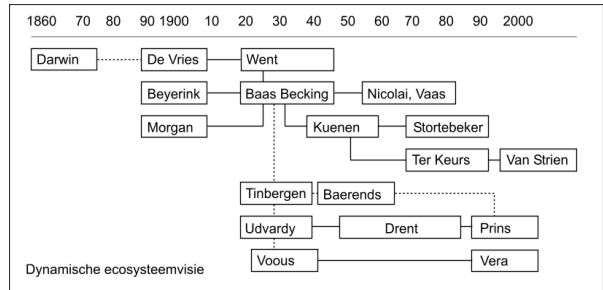 1860 70 80 90 1900 10 20 30 40 50 60 70 80 90 2000
Darwin De Vries Went
Beyerink Baas Becking Nicolai, Vaas
Morgan Kuenen Stortebeker
Ter Keurs Van Strien
Tinbergen Baerends
Udvardy Drent Prins
Voous Vera
Dynamische ecosysteemvisie